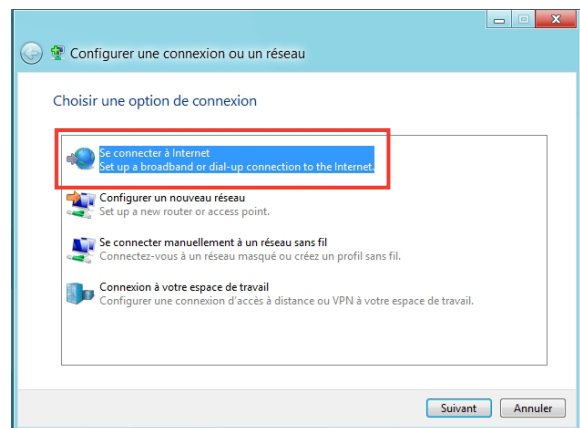 Configurer une connexion ou un réseau
Choisir une option de connexion
Se connecter à Internet
Set up a broadband or dial-up connection to the Internet.
Configurer un nouveau réseau
Set up a new router or access point.
Se connecter manuellement à un réseau sans fil
Connectez-vous à un réseau masqué ou créez un profil sans fil.
Connexion à votre espace de travail
Configurer une connexion d'accès à distance ou VPN à votre espace de travail.
Suivant Annuler